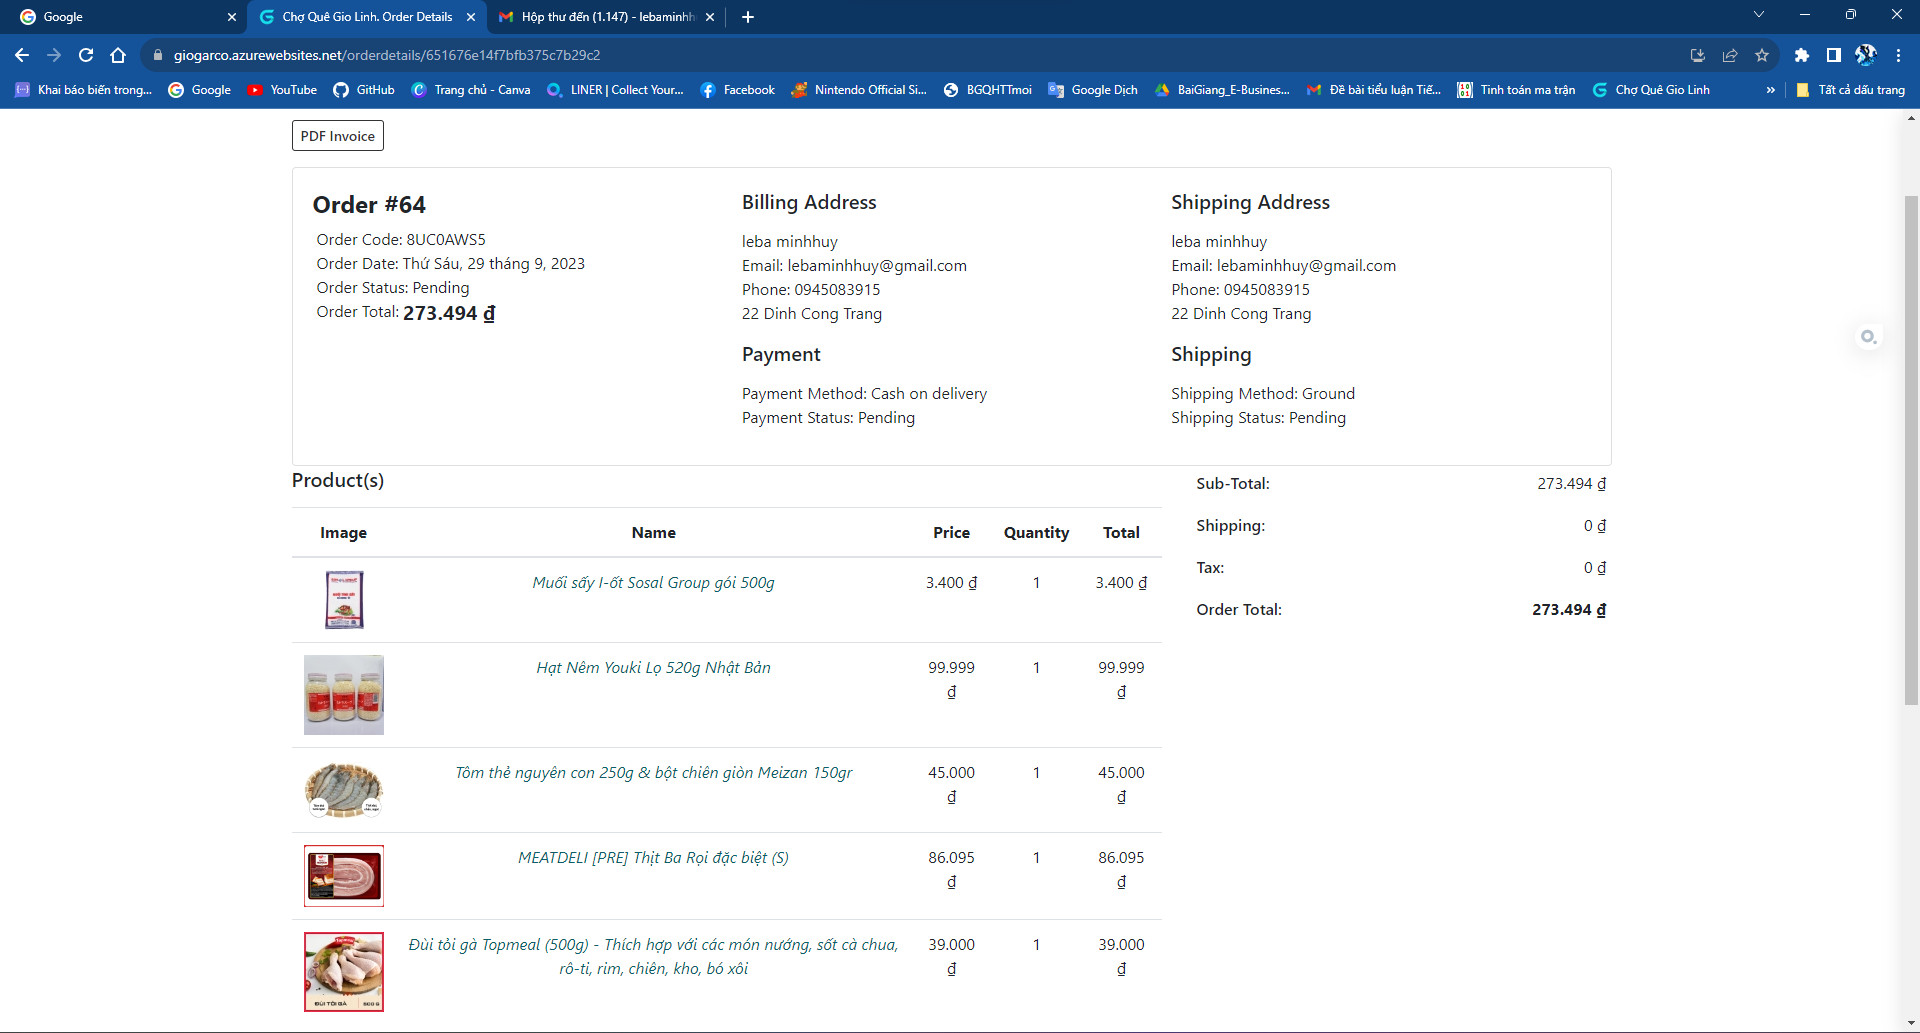 Google
Chợ Quê Gio Linh. Order Details
Hộp thư đến (1.147) - lebaminhh
giogarco.azurewebsites.net/orderdetails/651676e14f7bfb375c7b29c2
Khai báo biến trong...
Google
YouTube
GitHub
Trang chủ - Canva
LINER | Collect Your...
Facebook
Nintendo Official Si...
BGQHTTmoi
Google Dịch
BaiGiang_E-Busines...
Đề bài tiểu luận Tiế...
Tính toán ma trận
Chợ Quê Gio Linh
»
Tất cả dấu trang
PDF Invoice
Order #64
Order Code: 8UC0AWS5
Order Date: Thứ Sáu, 29 tháng 9, 2023
Order Status: Pending
Order Total: 273.494 ₫
Billing Address
leba minhhuy
Email: lebaminhhuy@gmail.com
Phone: 0945083915
22 Dinh Cong Trang
Payment
Payment Method: Cash on delivery
Payment Status: Pending
Shipping Address
leba minhhuy
Email: lebaminhhuy@gmail.com
Phone: 0945083915
22 Dinh Cong Trang
Shipping
Shipping Method: Ground
Shipping Status: Pending
Product(s)
Image Name Price Quantity Total
Muối sấy I-ốt Sosal Group gói 500g 3.400 ₫ 1 3.400 ₫
Hạt Nêm Youki Lọ 520g Nhật Bản 99.999 1 99.999
₫ ₫
Tôm thẻ nguyên con 250g & bột chiên giòn Meizan 150gr 45.000 1 45.000
₫ ₫
MEATDELI [PRE] Thịt Ba Rọi đặc biệt (S) 86.095 1 86.095
₫ ₫
Đùi tỏi gà Topmeal (500g) - Thích hợp với các món nướng, sốt cà chua, 39.000 1 39.000
rô-ti, rim, chiên, kho, bó xôi ₫ ₫
ĐÙI TỎI GÀ
Sub-Total: 273.494 ₫
Shipping: 0 ₫
Tax: 0 ₫
Order Total: 273.494 ₫